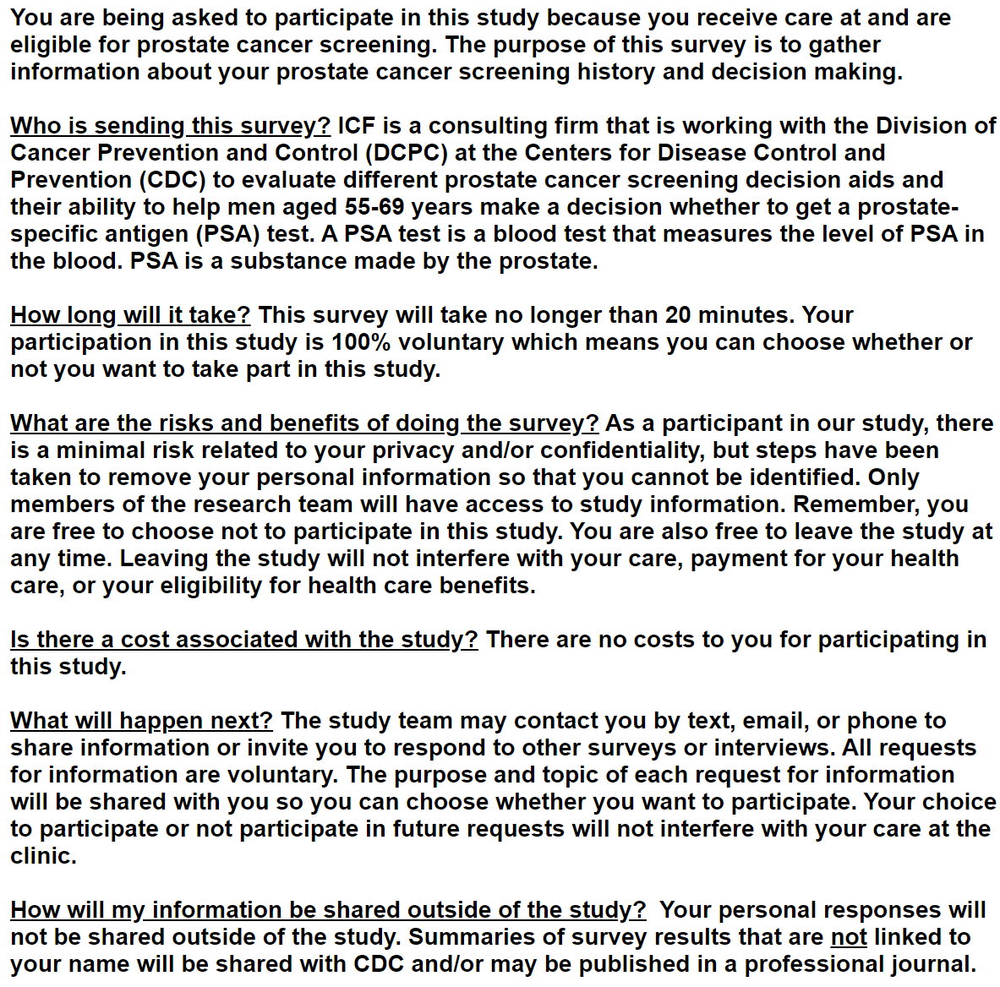 You are being asked to participate in this study because you receive care at and are
eligible for prostate cancer screening. The purpose of this survey is to gather
information about your prostate cancer screening history and decision making.
Who is sending this survey? ICF is a consulting firm that is working with the Division of
Cancer Prevention and Control (DCPC) at the Centers for Disease Control and
Prevention (CDC) to evaluate different prostate cancer screening decision aids and
their ability to help men aged 55-69 years make a decision whether to get a prostate-
specific antigen (PSA) test. A PSA test is a blood test that measures the level of PSA in
the blood. PSA is a substance made by the prostate.
How long will it take? This survey will take no longer than 20 minutes. Your
participation in this study is 100% voluntary which means you can choose whether or
not you want to take part in this study.
What are the risks and benefits of doing the survey? As a participant in our study, there
is a minimal risk related to your privacy and/or confidentiality, but steps have been
taken to remove your personal information so that you cannot be identified. Only
members of the research team will have access to study information. Remember, you
are free to choose not to participate in this study. You are also free to leave the study at
any time. Leaving the study will not interfere with your care, payment for your health
care, or your eligibility for health care benefits.
Is there a cost associated with the study? There are no costs to you for participating in
this study.
What will happen next? The study team may contact you by text, email, or phone to
share information or invite you to respond to other surveys or interviews. All requests
for information are voluntary. The purpose and topic of each request for information
will be shared with you so you can choose whether you want to participate. Your choice
to participate or not participate in future requests will not interfere with your care at the
clinic.
How will my information be shared outside of the study?  Your personal responses will
not be shared outside of the study. Summaries of survey results that are not linked to
your name will be shared with CDC and/or may be published in a professional journal.